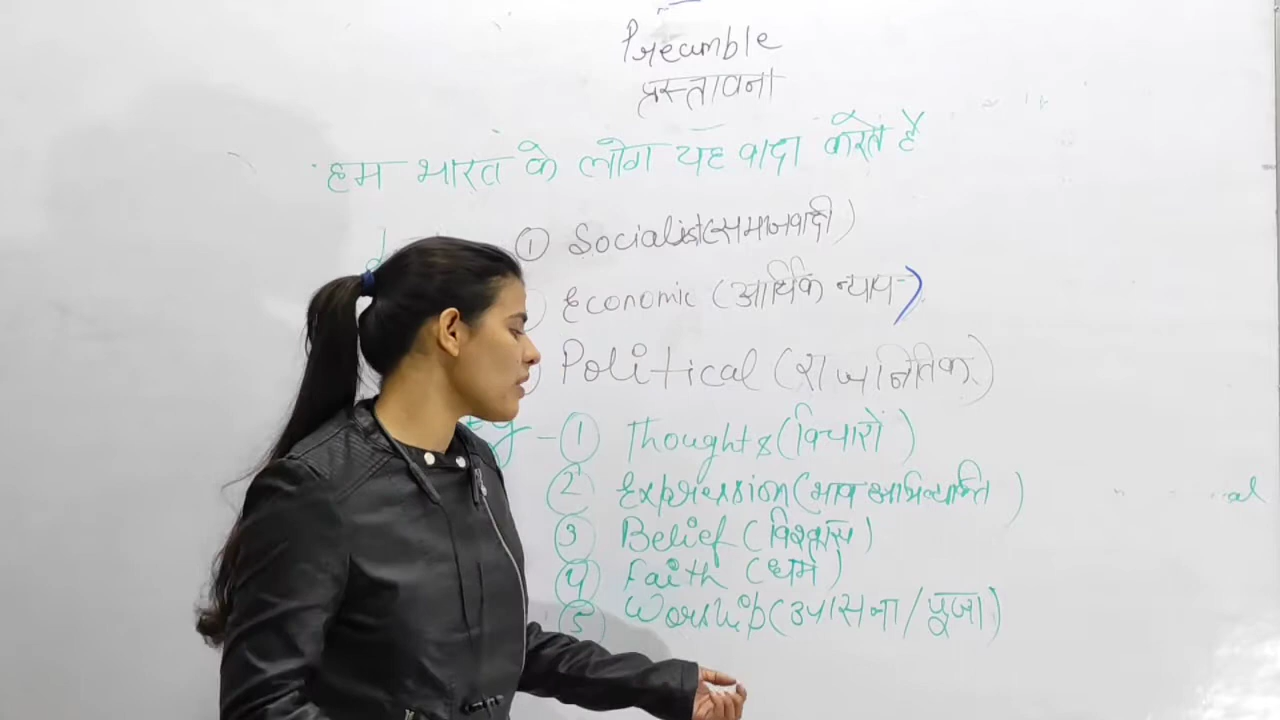 Preamble
प्रस्तावना
हम भारत के लोग यह वादा करते है
① Socialist (समाजवादी)
Economic (आर्थिक न्याय)
Political (राजनितिक)
- ① Thoughts (विचारों)
② Expression (भाव अभिव्यक्ति)
③ Belief (विश्वास)
④ Faith (धर्म)
⑤ Worship (उपासना/पूजा)